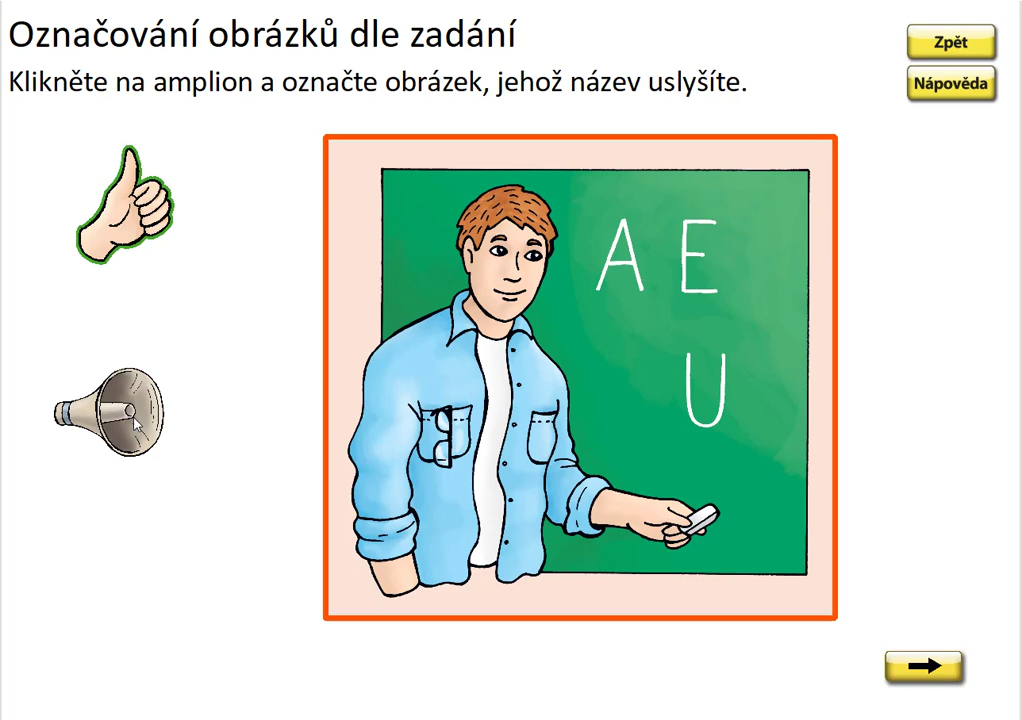 Označování obrázků dle zadání
Klikněte na amplion a označte obrázek, jehož název uslyšíte.
Zpět
Nápověda
A E
U